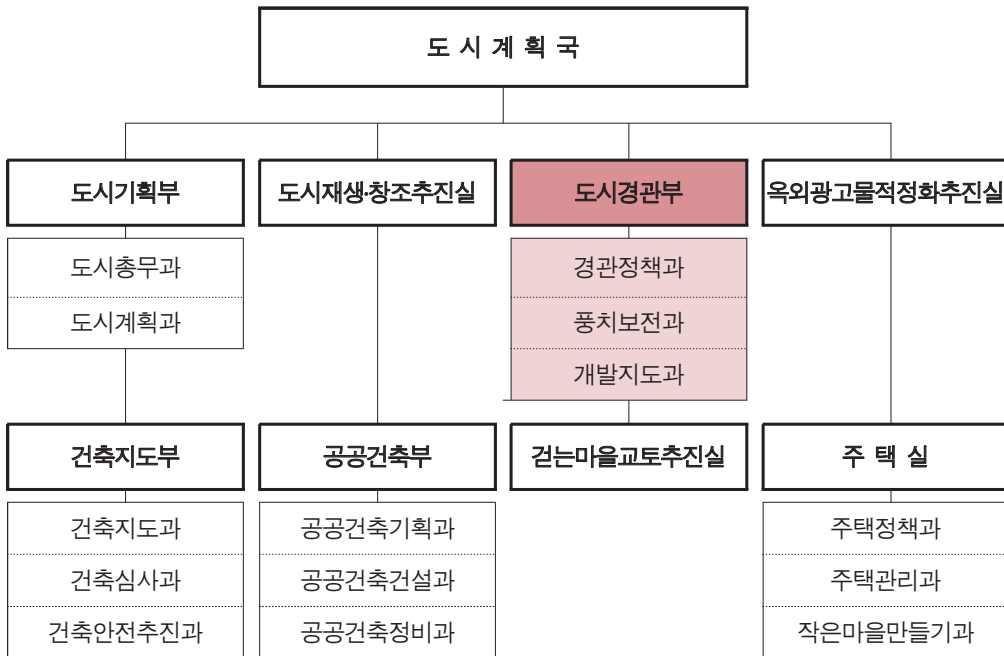 도 시 계 획 국
도시기획부
도시재생·창조추진실
도시경관부
옥외광고물적정화추진실
도시총무과
도시계획과
경관정책과
풍치보전과
개발지도과
건축지도부
공공건축부
걷는마을교토추진실
주 택 실
건축지도과
건축심사과
건축안전추진과
공공건축기획과
공공건축건설과
공공건축정비과
주택정책과
주택관리과
작은마을만들기과